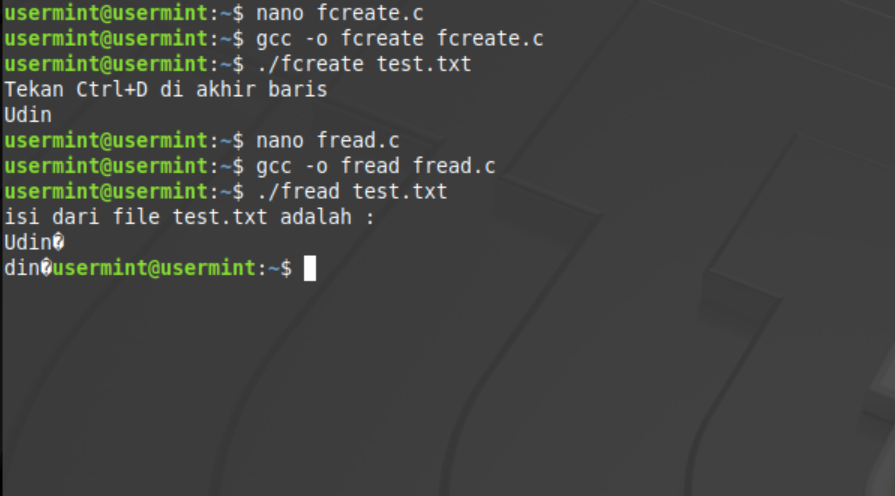 usermint@usermint:~$ nano fcreate.c
usermint@usermint:~$ gcc -o fcreate fcreate.c
usermint@usermint:~$ ./fcreate test.txt
Tekan Ctrl+D di akhir baris
Udin
usermint@usermint:~$ nano fread.c
usermint@usermint:~$ gcc -o fread fread.c
usermint@usermint:~$ ./fread test.txt
isi dari file test.txt adalah :
Udin�
din�usermint@usermint:~$